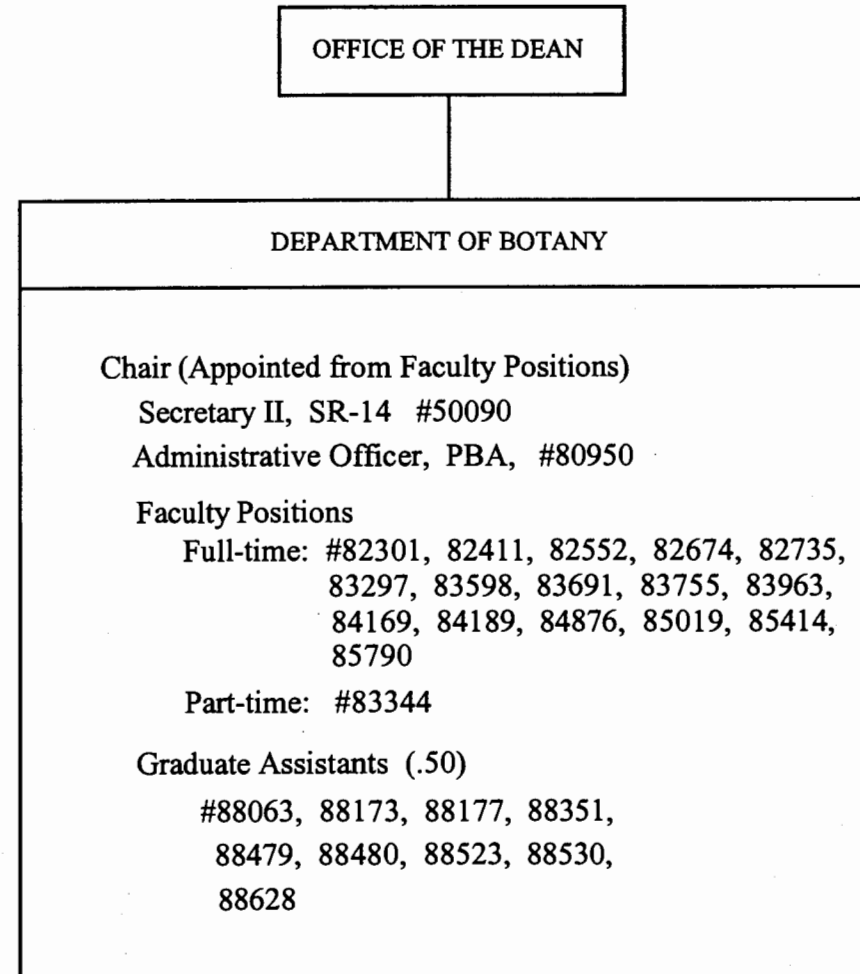 OFFICE OF THE DEAN
DEPARTMENT OF BOTANY
Chair (Appointed from Faculty Positions)
Secretary II, SR-14 #50090
Administrative Officer, PBA, #80950
Faculty Positions
Full-time: #82301, 82411, 82552, 82674, 82735,
83297, 83598, 83691, 83755, 83963,
84169, 84189, 84876, 85019, 85414,
85790
Part-time: #83344
Graduate Assistants (.50)
#88063, 88173, 88177, 88351,
88479, 88480, 88523, 88530,
88628